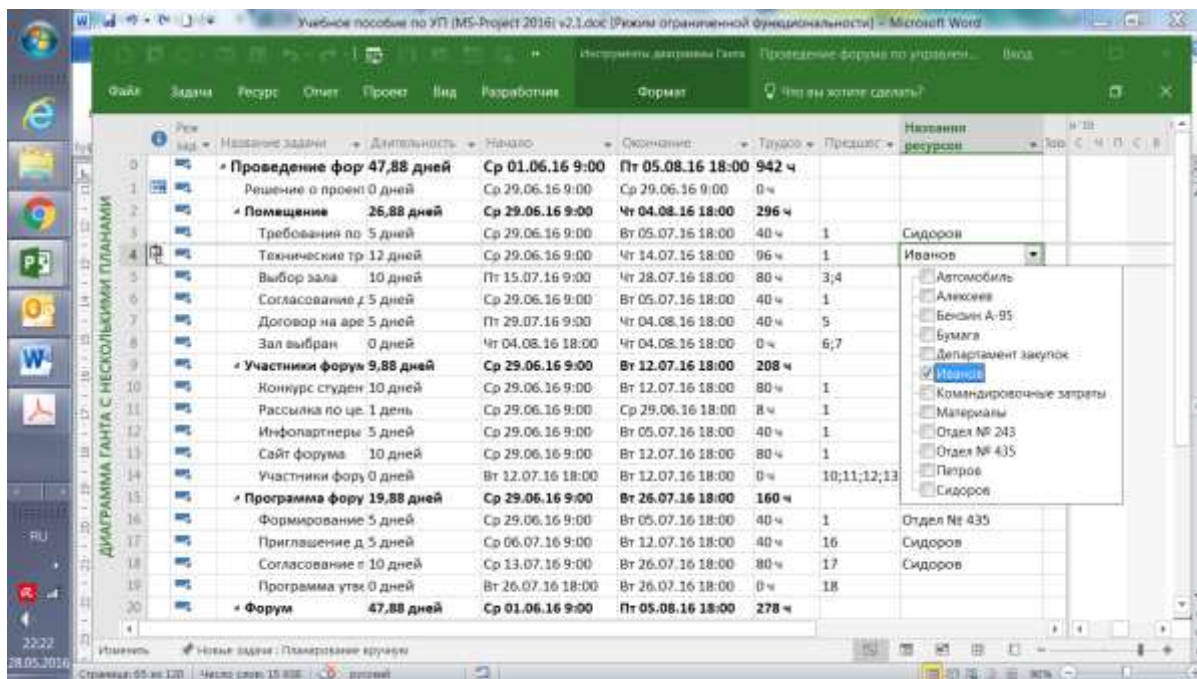 Учебное пособие по УП (MS-Project 2016) v2.1.doc [Режим ограниченной функциональности] - Microsoft Word
Инструменты диаграммы Ганта Проведение форума по управлен... Вход
Файл Задача Ресурс Отчет Проект Вид Разработчик Формат Что вы хотите сделать?
Реж зад. Название задачи Длительность Начало Окончание Трудоз Предшес Названия ресурсов
0 Проведение фор 47,88 дней Ср 01.06.16 9:00 Пт 05.08.16 18:00 942 ч
1 Решение о проект 0 дней Ср 29.06.16 9:00 Ср 29.06.16 9:00 0 ч
2 Помещение 26,88 дней Ср 29.06.16 9:00 Чт 04.08.16 18:00 296 ч
3 Требования по 5 дней Ср 29.06.16 9:00 Вт 05.07.16 18:00 40 ч 1 Сидоров
4 Технические тр 12 дней Ср 29.06.16 9:00 Чт 14.07.16 18:00 96 ч 1 Иванов
5 Выбор зала 10 дней Пт 15.07.16 9:00 Чт 28.07.16 18:00 80 ч 3;4
6 Согласование д 5 дней Ср 29.06.16 9:00 Вт 05.07.16 18:00 40 ч 1
7 Договор на аре 5 дней Пт 29.07.16 9:00 Чт 04.08.16 18:00 40 ч 5
8 Зал выбран 0 дней Чт 04.08.16 18:00 Чт 04.08.16 18:00 0 ч 6;7
9 Участники форум 9,88 дней Ср 29.06.16 9:00 Вт 12.07.16 18:00 208 ч
10 Конкурс студен 10 дней Ср 29.06.16 9:00 Вт 12.07.16 18:00 80 ч 1
11 Рассылка по це 1 день Ср 29.06.16 9:00 Ср 29.06.16 18:00 8 ч 1
12 Инфопартнеры 5 дней Ср 29.06.16 9:00 Вт 05.07.16 18:00 40 ч 1
13 Сайт форума 10 дней Ср 29.06.16 9:00 Вт 12.07.16 18:00 80 ч 1
14 Участники фору 0 дней Вт 12.07.16 18:00 Вт 12.07.16 18:00 0 ч 10;11;12;13
15 Программа фору 19,88 дней Ср 29.06.16 9:00 Вт 26.07.16 18:00 160 ч
16 Формирование 5 дней Ср 29.06.16 9:00 Вт 05.07.16 18:00 40 ч 1 Отдел № 435
17 Приглашение д 5 дней Ср 06.07.16 9:00 Вт 12.07.16 18:00 40 ч 16 Сидоров
18 Согласование п 10 дней Ср 13.07.16 9:00 Вт 26.07.16 18:00 80 ч 17 Сидоров
19 Программа утве 0 дней Вт 26.07.16 18:00 Вт 26.07.16 18:00 0 ч 18
20 Форум 47,88 дней Ср 01.06.16 9:00 Пт 05.08.16 18:00 278 ч
Автомобиль
Алексеев
Бензин А-95
Бумага
Департамент закупок
Иванов
Командировочные затраты
Материалы
Отдел № 243
Отдел № 435
Петров
Сидоров
ДИАГРАММА ГАНТА С НЕСКОЛЬКИМИ ПЛАНАМИ
Изменить Новые задачи : Планирование вручную
RU
22:22
28.05.2016
Страница: 65 из 120 русский 90%